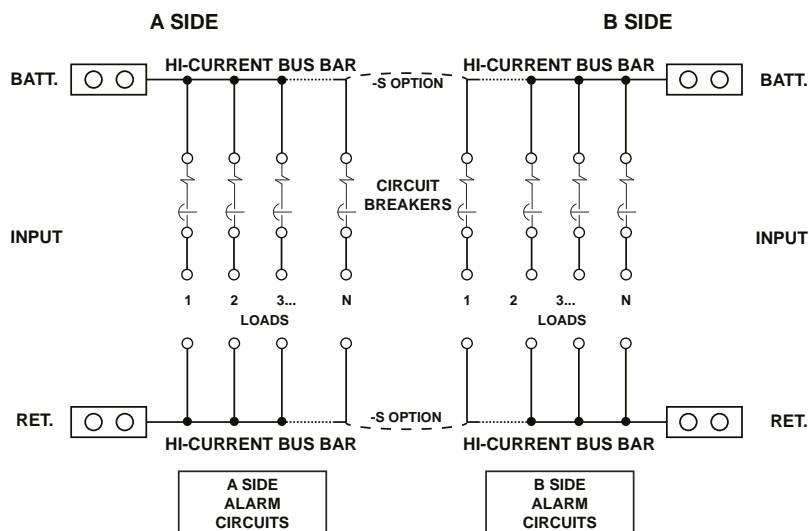 A SIDE
B SIDE
HI-CURRENT BUS BAR
HI-CURRENT BUS BAR
BATT.
-S OPTION
BATT.
CIRCUIT
BREAKERS
INPUT
INPUT
1 2 3... N
1 2 3... N
LOADS
LOADS
RET.
-S OPTION
RET.
HI-CURRENT BUS BAR
HI-CURRENT BUS BAR
A SIDE
ALARM
CIRCUITS
B SIDE
ALARM
CIRCUITS